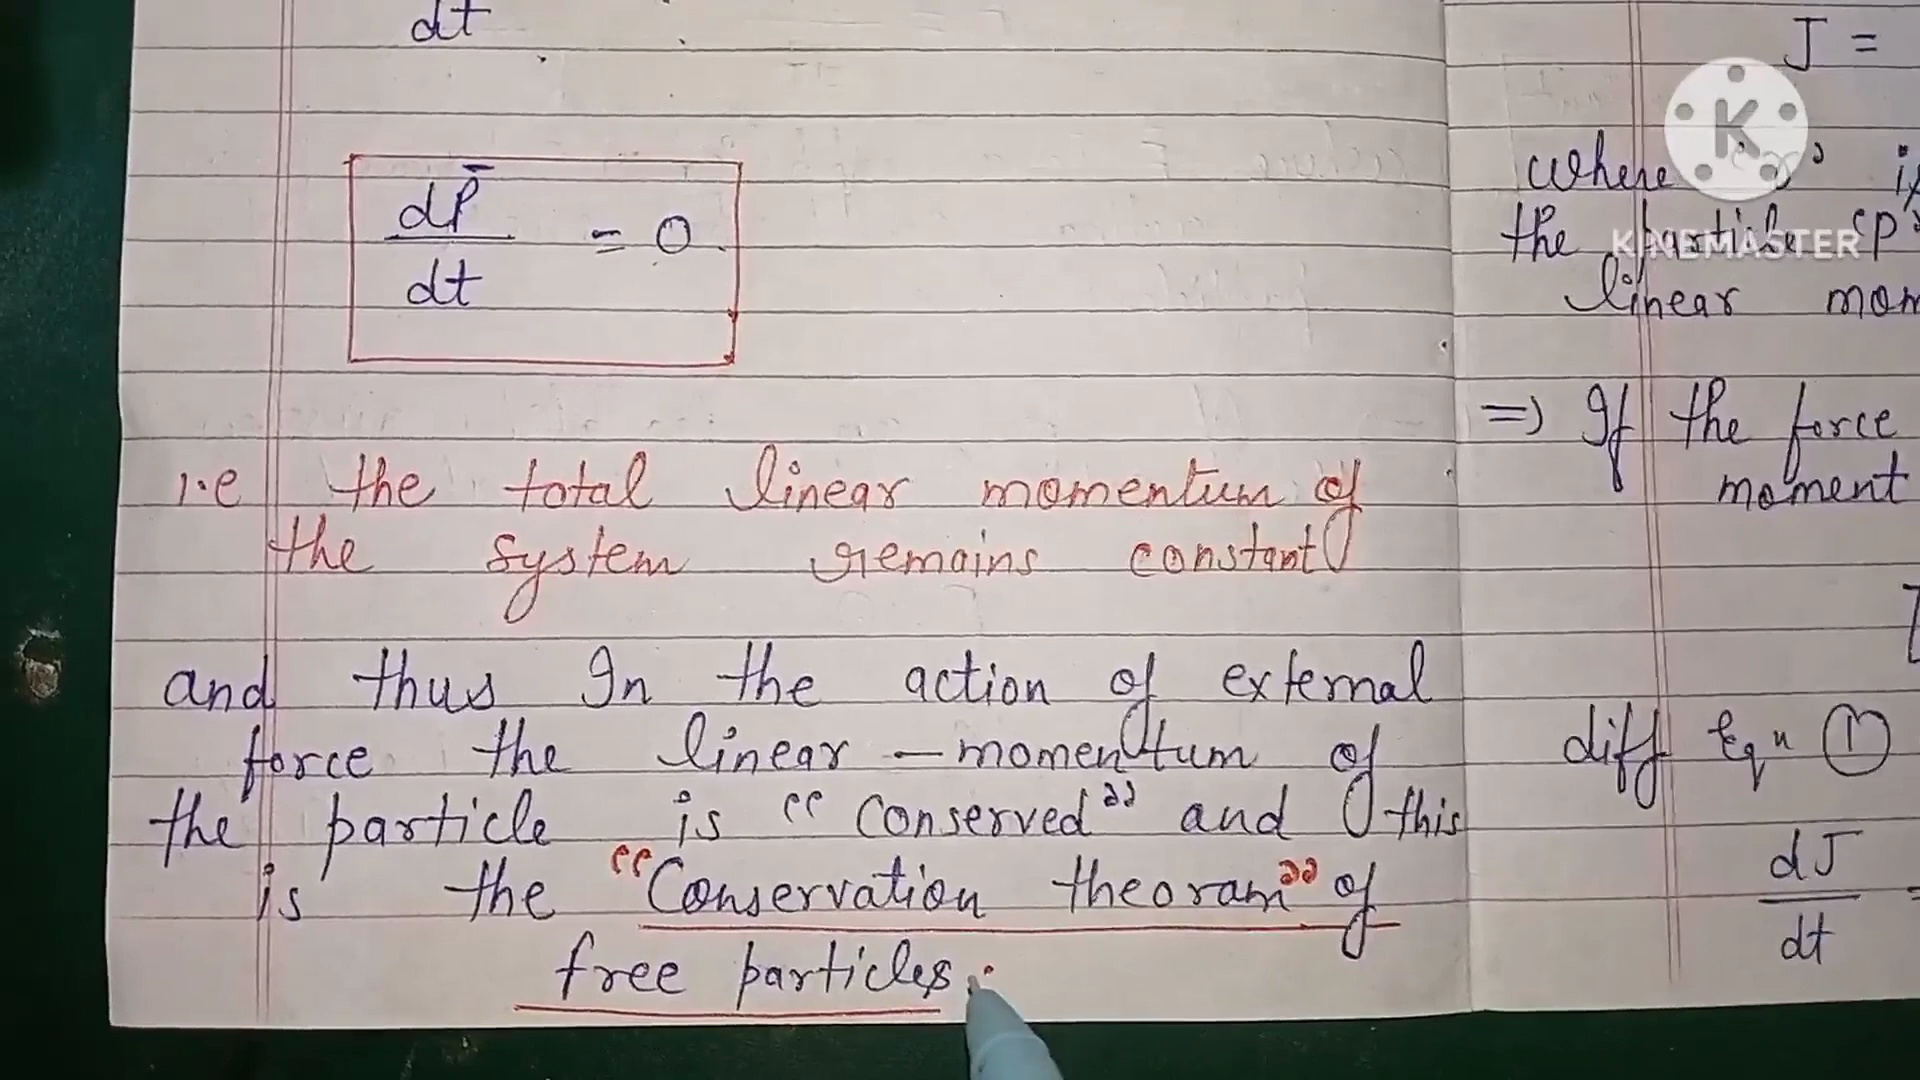 dt
dP̄
dt
= 0
i.e the total linear momentum of
the system remains constant
and thus In the action of external
force the linear - momentum of
the particle is "conserved" and this
is the "Conservation theoram" of
free particles.
J =
where
the particle 'P'
linear mom
=> If the force
moment
diff Eqn ①
dJ
dt
K
KINEMASTER